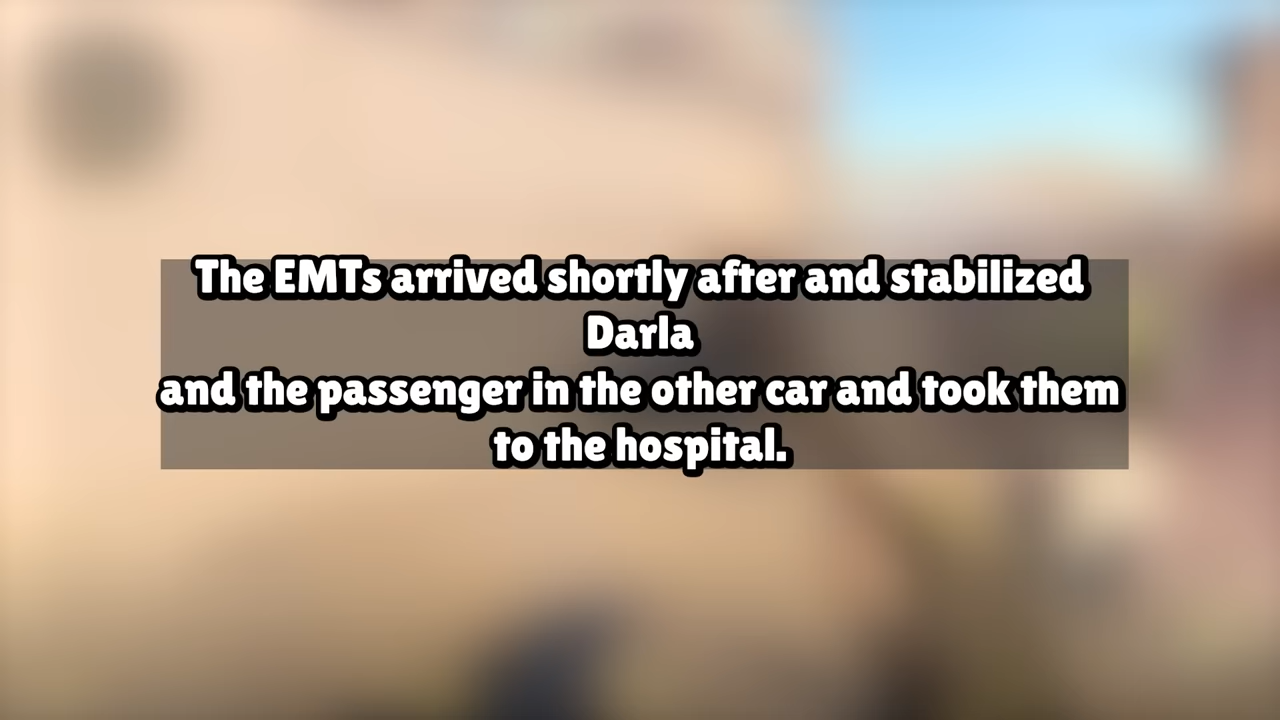 The EMTs arrived shortly after and stabilized
Darla
and the passenger in the other car and took them
to the hospital.